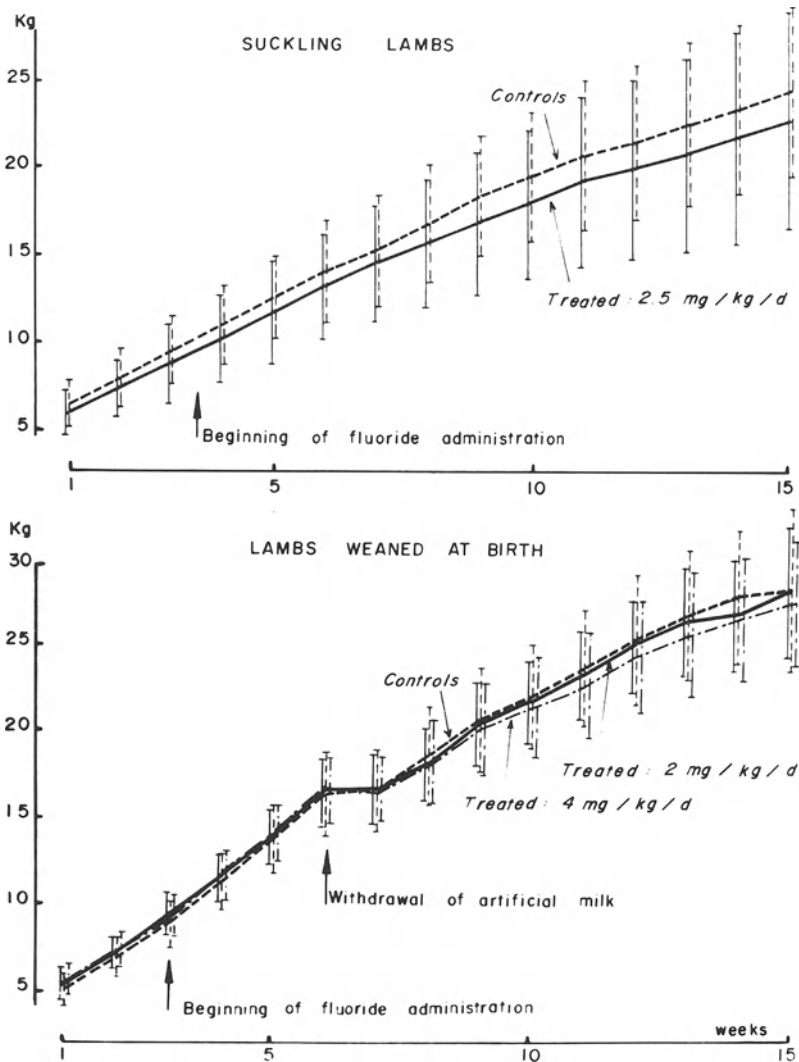 Kg
SUCKLING LAMBS
25
Controls
20
15
Treated : 2.5 mg / kg / d
10
5
Beginning of fluoride administration
1 5 10 15
Kg
LAMBS WEANED AT BIRTH
30
25
Controls
20
Treated : 2 mg / kg / d
Treated : 4 mg / kg / d
15
Withdrawal of artificial milk
10
5
Beginning of fluoride administration
weeks
1 5 10 15